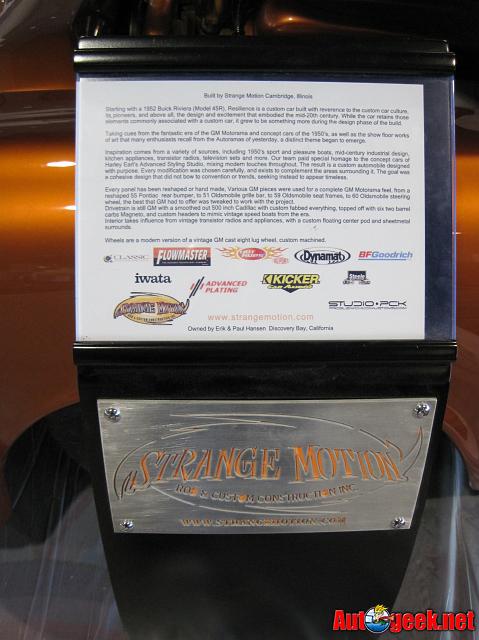 Built by Strange Motion Cambridge, Illinois
Starting with a 1952 Buick Riviera (Model 45R), Resilience is a custom car built with reverence to the custom car culture,
its pioneers, and above all, the design and excitement that embodied the mid-20th century. While the car retains those
elements commonly associated with a custom car, it grew to be something more during the design phase of the build.
Taking cues from the fantastic era of the GM Motorama and concept cars of the 1950's, as well as the show floor works
of art that many enthusiasts recall from the Autoramas of yesterday, a distinct theme began to emerge.
Inspiration comes from a variety of sources, including 1950's sport and pleasure boats, mid-century industrial design,
kitchen appliances, transistor radios, television sets and more. Our team paid special homage to the concept cars of
Harley Earl's Advanced Styling Studio, mixing modern touches throughout. The result is a custom automobile designed
with purpose. Every modification was chosen carefully, and exists to complement the areas surrounding it. The goal was
a cohesive design that did not bow to convention or trends, seeking instead to appear timeless.
Every panel has been reshaped or hand made, Various GM pieces were used for a complete GM Motorama feel, from a
reshaped 55 Pontiac rear bumper, to 51 Oldsmobile grille bar, to 59 Oldsmobile seat frames, to 60 Oldsmobile steering
wheel, the best that GM had to offer was tweaked to work with the project.
Drivetrain is still GM with a smoothed out 500 inch Cadillac with custom fabbed everything, topped off with six two barrel
carbs Magneto, and custom headers to mimic vintage speed boats from the era.
Interior takes influence from vintage transistor radios and appliances, with a custom floating center pod and sheetmetal
surrounds.
Wheels are a modern version of a vintage GM cast eight lug wheel, custom machined.
CLASSIC FLOWMASTER HOT HUES DUPONT Dynamat BFGoodrich
iwata ADVANCED PLATING KICKER Steele
STRANGE MOTION www.strangemotion.com STUDIO•PCK
Owned by Erik & Paul Hansen Discovery Bay, California
STRANGE MOTION
ROD & CUSTOM CONSTRUCTION INC.
WWW.STRANGEMOTION.COM
Autogeek.net